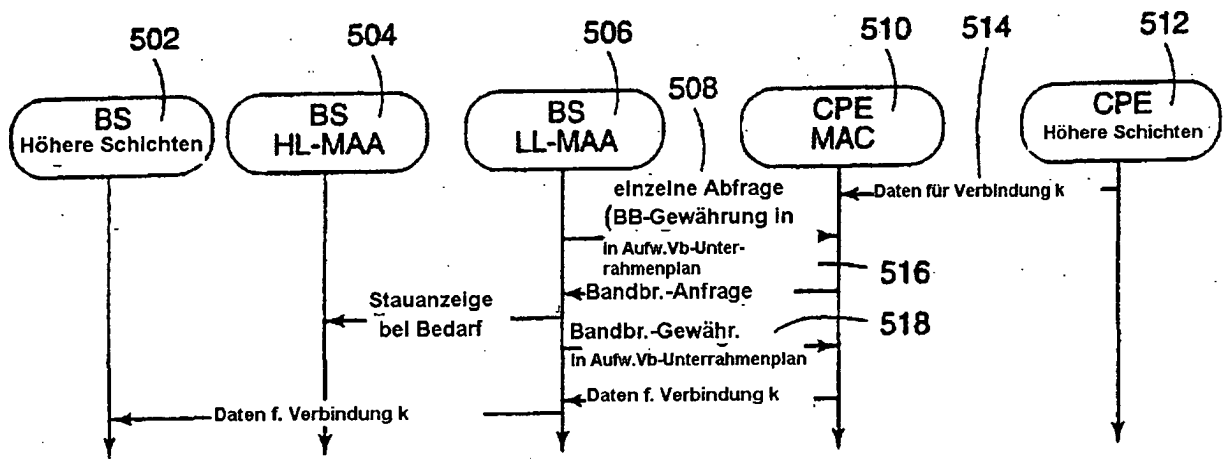 502
504
506
508
510
514
512
BS
Höhere Schichten
BS
HL-MAA
BS
LL-MAA
CPE
MAC
CPE
Höhere Schichten
einzelne Abfrage
(BB-Gewährung in
in Aufw.Vb-Unter-
rahmenplan
Daten für Verbindung k
516
Bandbr.-Anfrage
Stauanzeige
bei Bedarf
518
Bandbr.-Gewähr.
in Aufw.Vb-Unterrahmenplan
Daten f. Verbindung k
Daten f. Verbindung k